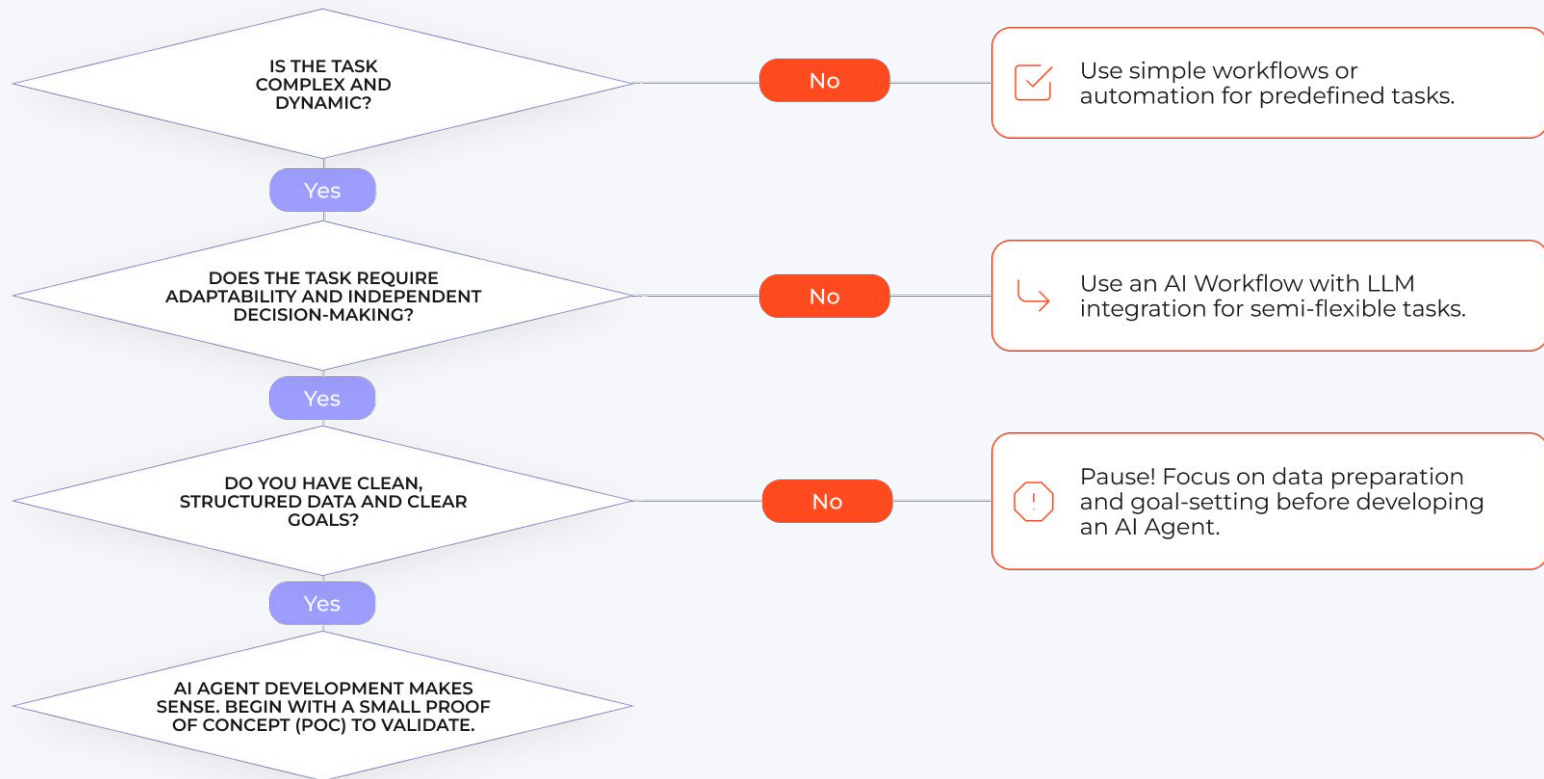 IS THE TASK
COMPLEX AND
DYNAMIC?
No
Use simple workflows or
automation for predefined tasks.
Yes
DOES THE TASK REQUIRE
ADAPTABILITY AND INDEPENDENT
DECISION-MAKING?
No
Use an AI Workflow with LLM
integration for semi-flexible tasks.
Yes
DO YOU HAVE CLEAN,
STRUCTURED DATA AND CLEAR
GOALS?
No
Pause! Focus on data preparation
and goal-setting before developing
an AI Agent.
Yes
AI AGENT DEVELOPMENT MAKES
SENSE. BEGIN WITH A SMALL PROOF
OF CONCEPT (POC) TO VALIDATE.